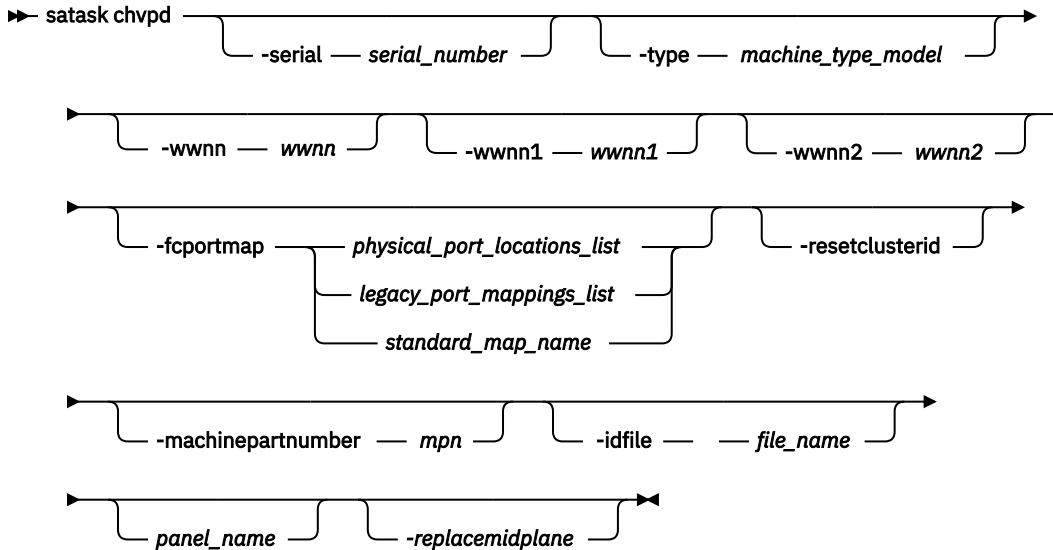 satask chvpd
-serial serial_number -type machine_type_model
-wwnn wwnn -wwnn1 wwnn1 -wwnn2 wwnn2
-fcportmap physical_port_locations_list -resetclusterid
legacy_port_mappings_list
standard_map_name
-machinepartnumber mpn -idfile file_name
panel_name -replacemidplane